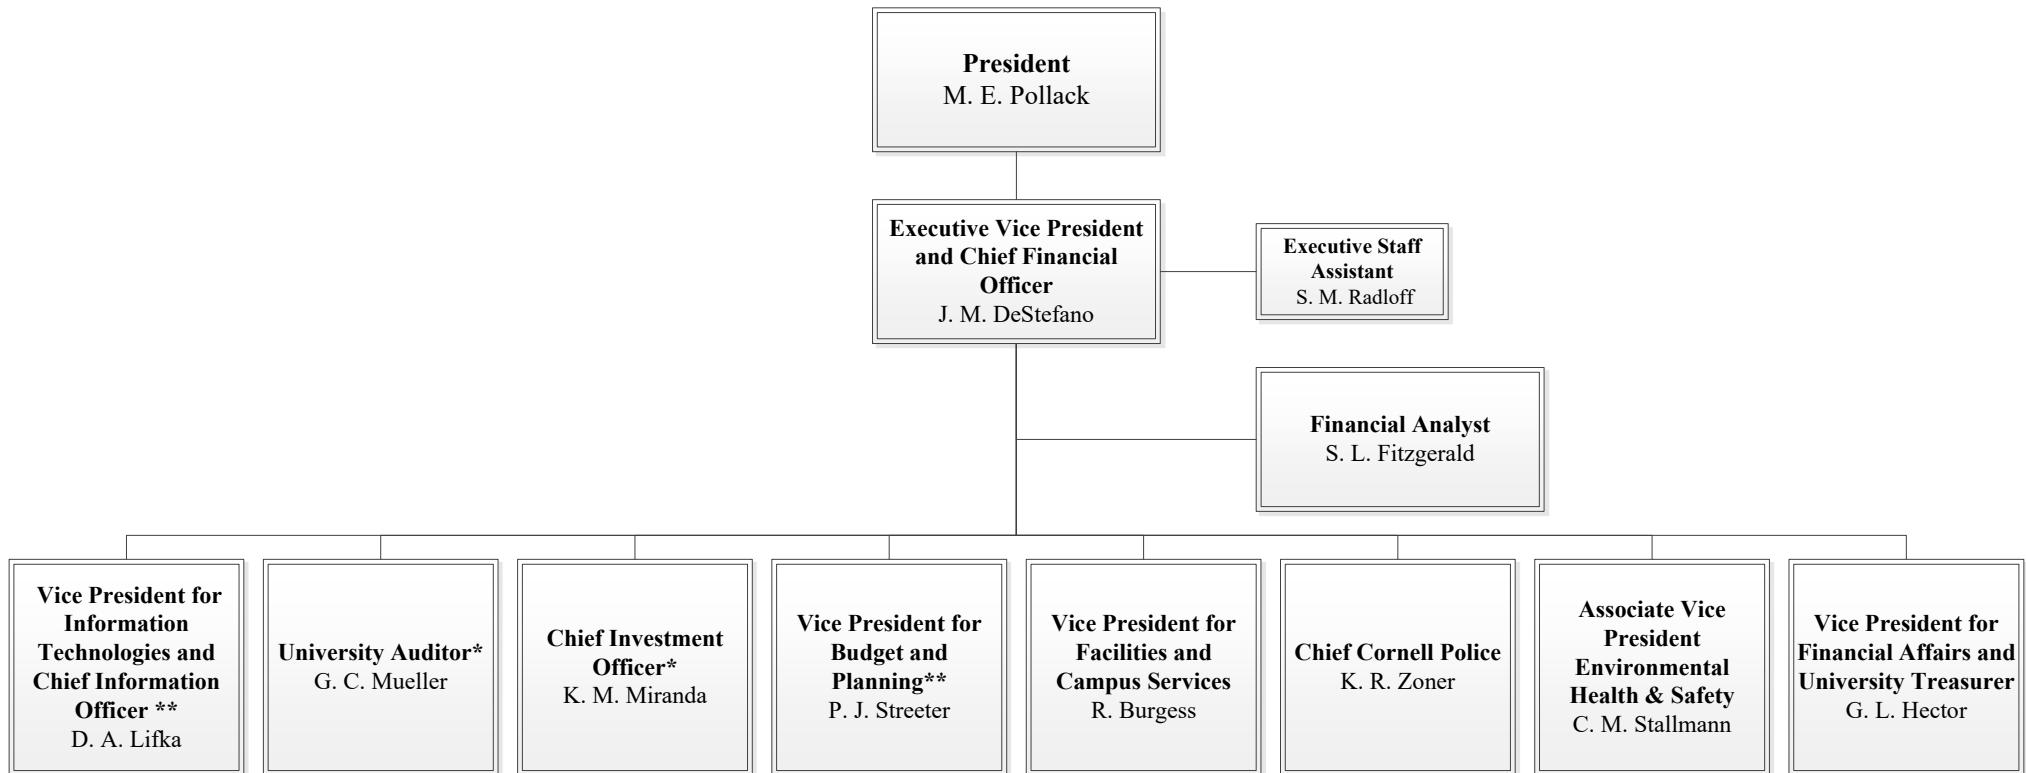 President
M. E. Pollack
Executive Vice President
and Chief Financial
Officer
J. M. DeStefano
Executive Staff
Assistant
S. M. Radloff
Financial Analyst
S. L. Fitzgerald
Vice President for
Information
Technologies and
Chief Information
Officer **
D. A. Lifka
University Auditor*
G. C. Mueller
Chief Investment
Officer*
K. M. Miranda
Vice President for
Budget and
Planning**
P. J. Streeter
Vice President for
Facilities and
Campus Services
R. Burgess
Chief Cornell Police
K. R. Zoner
Associate Vice
President
Environmental
Health & Safety
C. M. Stallmann
Vice President for
Financial Affairs and
University Treasurer
G. L. Hector